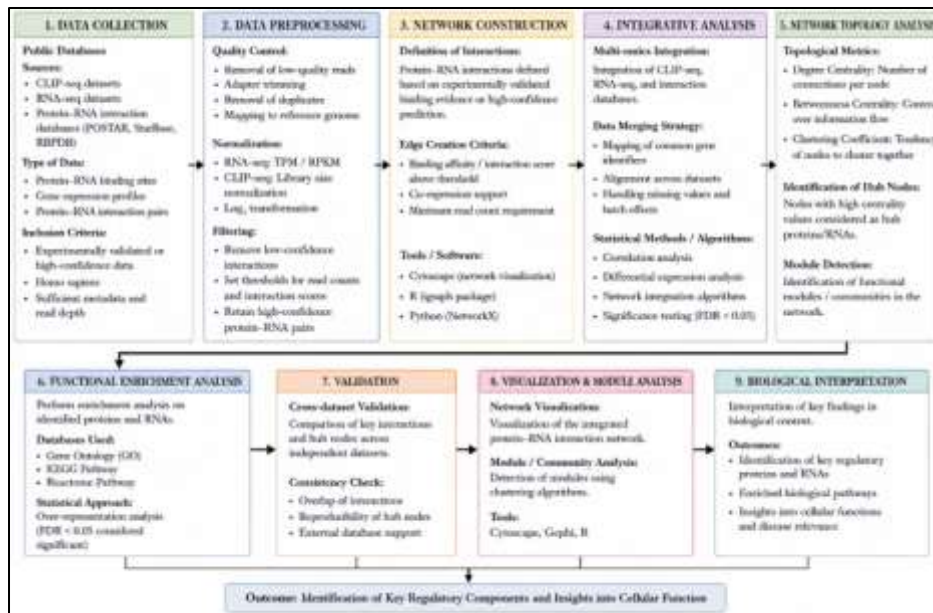 1. DATA COLLECTION
Public Databases
Sources:
• CLIP-seq datasets
• RNA-seq datasets
• Protein–RNA interaction
databases (POSTAR, StarBase,
RBPDB)
Type of Data:
• Protein–RNA binding sites
• Gene expression profiles
• Protein–RNA interaction pairs
Inclusion Criteria:
• Experimentally validated or
high-confidence data
• Homo sapiens
• Sufficient metadata and
read depth
2. DATA PREPROCESSING
Quality Control:
• Removal of low-quality reads
• Adapter trimming
• Removal of duplicates
• Mapping to reference genome
Normalization:
• RNA-seq: TPM / RPKM
• CLIP-seq: Library size
normalization
• Log, transformation
Filtering:
• Remove low-confidence
interactions
• Set thresholds for read counts
and interaction scores
• Retain high-confidence
protein–RNA pairs
3. NETWORK CONSTRUCTION
Definition of Interactions:
Protein–RNA interactions defined
based on experimentally validated
binding evidence or high-confidence
prediction.
Edge Creation Criteria:
• Binding affinity / interaction score
above threshold
• Co-expression support
• Minimum read count requirement
Tools / Software:
• Cytoscape (network visualization)
• R (igraph package)
• Python (NetworkX)
4. INTEGRATIVE ANALYSIS
Multi-omics Integration:
Integration of CLIP-seq,
RNA-seq, and interaction
databases.
Data Merging Strategy:
• Mapping of common gene
identifiers
• Alignment across datasets
• Handling missing values and
batch effects
Statistical Methods / Algorithms:
• Correlation analysis
• Differential expression analysis
• Network integration algorithms
• Significance testing (FDR < 0.05)
5. NETWORK TOPOLOGY ANALYSIS
Topological Metrics:
• Degree Centrality: Number of
connections per node
• Betweenness Centrality: Control
over information flow
• Clustering Coefficient: Tendency
of nodes to cluster together
Identification of Hub Nodes:
Nodes with high centrality
values considered as hub
proteins/RNAs.
Module Detection:
Identification of functional
modules / communities in the
network.
6. FUNCTIONAL ENRICHMENT ANALYSIS
Perform enrichment analysis on
identified proteins and RNAs.
Databases Used:
• Gene Ontology (GO)
• KEGG Pathway
• Reactome Pathway
Statistical Approach:
Over-representation analysis
(FDR < 0.05 considered
significant)
7. VALIDATION
Cross-dataset Validation:
Comparison of key interactions
and hub nodes across
independent datasets.
Consistency Check:
• Overlap of interactions
• Reproducibility of hub nodes
• External database support
8. VISUALIZATION & MODULE ANALYSIS
Network Visualization:
Visualization of the integrated
protein–RNA interaction network.
Module / Community Analysis:
Detection of modules using
clustering algorithms.
Tools:
Cytoscape, Gephi, R
9. BIOLOGICAL INTERPRETATION
Interpretation of key findings in
biological context.
Outcomes:
• Identification of key regulatory
proteins and RNAs
• Enriched biological pathways
• Insights into cellular functions
and disease relevance
Outcome: Identification of Key Regulatory Components and Insights into Cellular Function